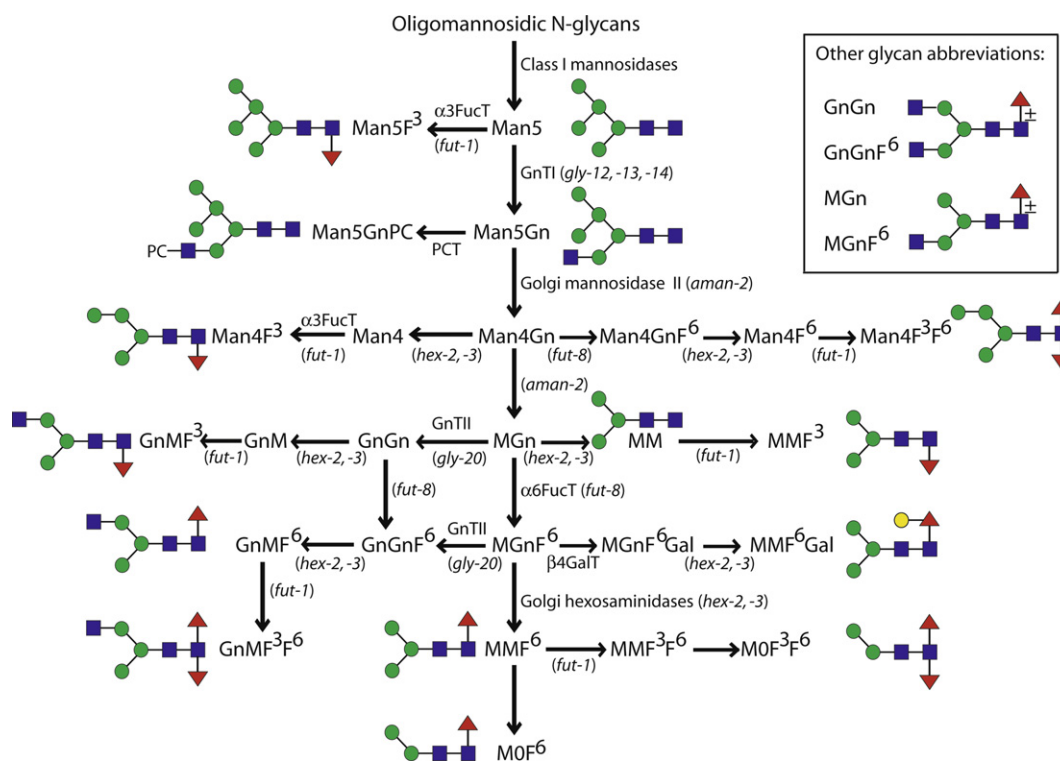 Oligomannosidic N-glycans
Other glycan abbreviations:
Class I mannosidases
GnGn
GnGnF⁶
MGn
MGnF⁶
±
±
Man5F³
α3FucT
(fut-1)
Man5
GnTI (gly-12, -13, -14)
PC
Man5GnPC
PCT
Man5Gn
Golgi mannosidase II (aman-2)
Man4F³
α3FucT
(fut-1)
Man4
(hex-2, -3)
Man4Gn
(fut-8)
Man4GnF⁶
(hex-2, -3)
Man4F⁶
(fut-1)
Man4F³F⁶
(aman-2)
GnMF³
(fut-1)
GnM
(hex-2, -3)
GnGn
GnTII
(gly-20)
MGn
(hex-2, -3)
MM
(fut-1)
MMF³
(fut-8)
α6FucT (fut-8)
GnMF⁶
(hex-2, -3)
GnGnF⁶
GnTII
(gly-20)
MGnF⁶
β4GalT
MGnF⁶Gal
(hex-2, -3)
MMF⁶Gal
(fut-1)
Golgi hexosaminidases (hex-2, -3)
GnMF³F⁶
MMF⁶
(fut-1)
MMF³F⁶
M0F³F⁶
M0F⁶